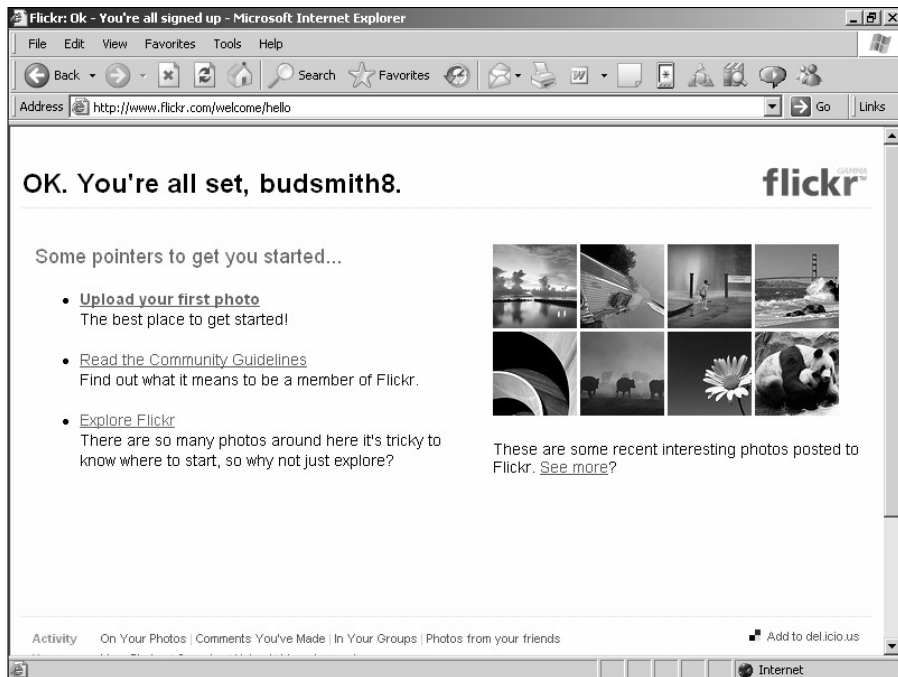 Flickr: Ok - You're all signed up - Microsoft Internet Explorer
File Edit View Favorites Tools Help
Back Search Favorites
Address http://www.flickr.com/welcome/hello Go Links
OK. You're all set, budsmith8.
flickr GAMMA TM
Some pointers to get you started...
Upload your first photo
The best place to get started!
Read the Community Guidelines
Find out what it means to be a member of Flickr.
Explore Flickr
There are so many photos around here it's tricky to
know where to start, so why not just explore?
These are some recent interesting photos posted to
Flickr. See more?
Activity On Your Photos | Comments You've Made | In Your Groups | Photos from your friends
Add to del.icio.us
Internet